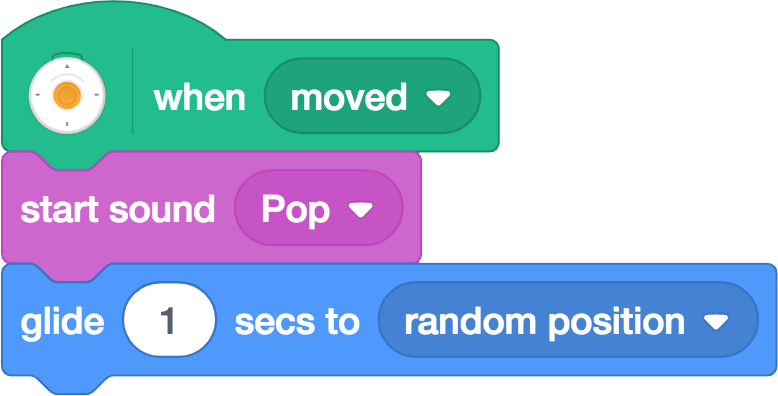 when moved
start sound Pop
glide 1 secs to random position